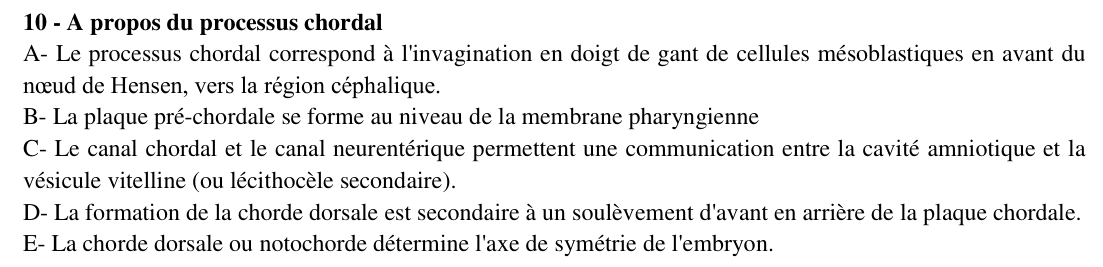 10 - A propos du processus chordal
A- Le processus chordal correspond à l'invagination en doigt de gant de cellules mésoblastiques en avant du
nœud de Hensen, vers la région céphalique.
B- La plaque pré-chordale se forme au niveau de la membrane pharyngienne
C- Le canal chordal et le canal neurentérique permettent une communication entre la cavité amniotique et la
vésicule vitelline (ou lécithocèle secondaire).
D- La formation de la chorde dorsale est secondaire à un soulèvement d'avant en arrière de la plaque chordale.
E- La chorde dorsale ou notochorde détermine l'axe de symétrie de l'embryon.